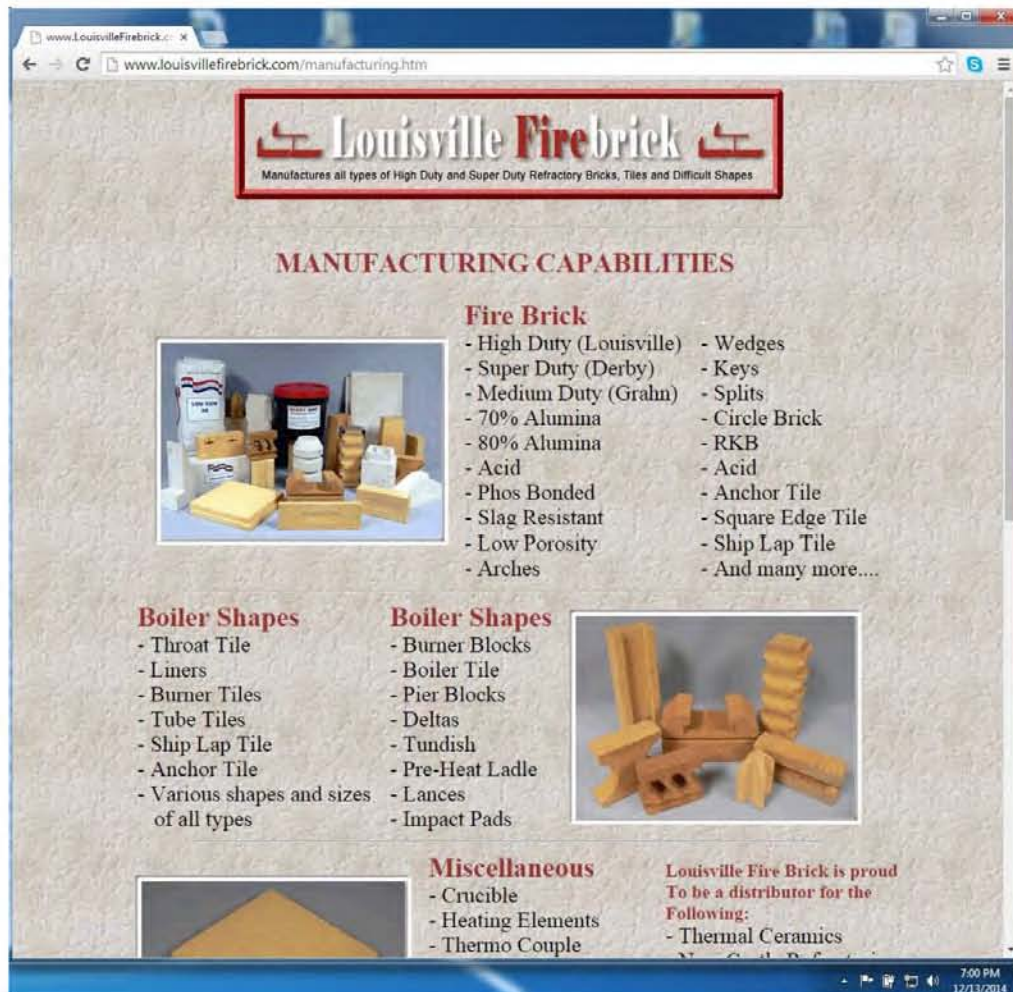 www.LouisvilleFirebrick.c
www.louisvillefirebrick.com/manufacturing.htm
Louisville Firebrick
Manufactures all types of High Duty and Super Duty Refractory Bricks, Tiles and Difficult Shapes
MANUFACTURING CAPABILITIES
Fire Brick
- High Duty (Louisville)
- Super Duty (Derby)
- Medium Duty (Grahn)
- 70% Alumina
- 80% Alumina
- Acid
- Phos Bonded
- Slag Resistant
- Low Porosity
- Arches
- Wedges
- Keys
- Splits
- Circle Brick
- RKB
- Acid
- Anchor Tile
- Square Edge Tile
- Ship Lap Tile
- And many more....
Boiler Shapes
- Throat Tile
- Liners
- Burner Tiles
- Tube Tiles
- Ship Lap Tile
- Anchor Tile
- Various shapes and sizes
of all types
Boiler Shapes
- Burner Blocks
- Boiler Tile
- Pier Blocks
- Deltas
- Tundish
- Pre-Heat Ladle
- Lances
- Impact Pads
Miscellaneous
- Crucible
- Heating Elements
- Thermo Couple
Louisville Fire Brick is proud
To be a distributor for the
Following:
- Thermal Ceramics
7:00 PM
12/13/2014